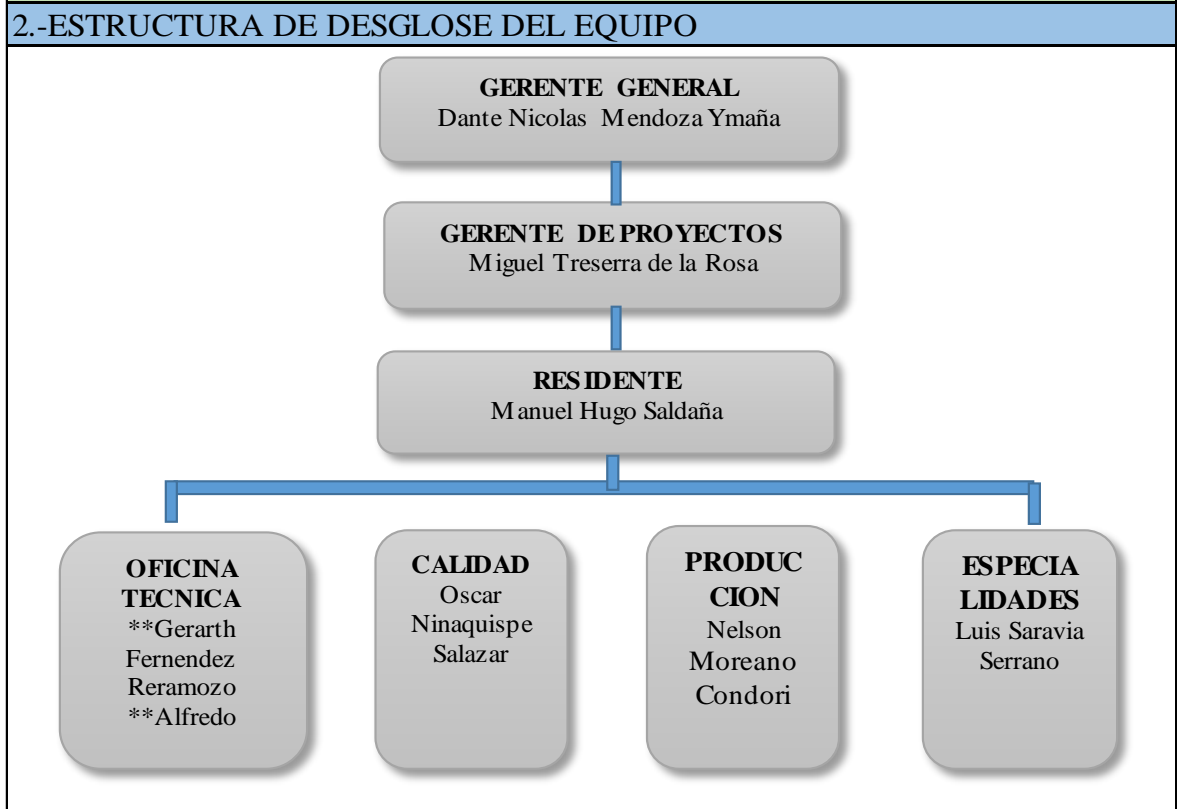 2.-ESTRUCTURA DE DESGLOSE DEL EQUIPO
GERENTE GENERAL
Dante Nicolas Mendoza Ymaña
GERENTE DE PROYECTOS
Miguel Treserra de la Rosa
RESIDENTE
Manuel Hugo Saldaña
OFICINA
TECNICA
**Gerarth
Fernendez
Reramozo
**Alfredo
CALIDAD
Oscar
Ninaquispe
Salazar
PRODUC
CION
Nelson
Moreano
Condori
ESPECIA
LIDADES
Luis Saravia
Serrano